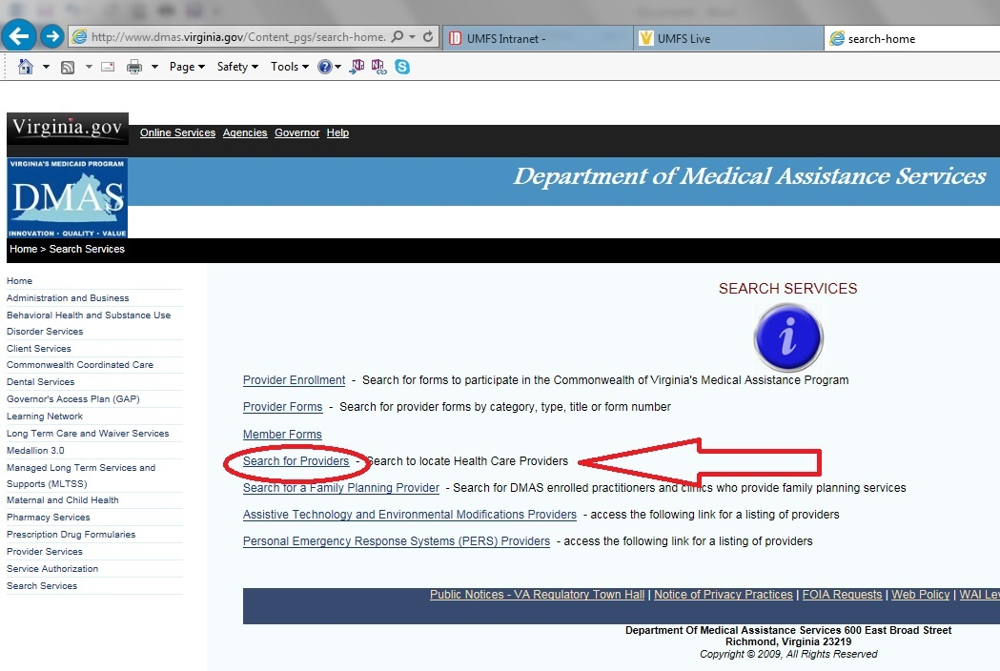 http://www.dmas.virginia.gov/Content_pgs/search-home.
UMFS Intranet -
UMFS Live
search-home
Page
Safety
Tools
Virginia.gov
Online Services Agencies Governor Help
VIRGINIA'S MEDICAID PROGRAM
DMAS
INNOVATION · QUALITY · VALUE
Department of Medical Assistance Services
Home > Search Services
Home
Administration and Business
Behavioral Health and Substance Use
Disorder Services
Client Services
Commonwealth Coordinated Care
Dental Services
Governor's Access Plan (GAP)
Learning Network
Long Term Care and Waiver Services
Medallion 3.0
Managed Long Term Services and
Supports (MLTSS)
Maternal and Child Health
Pharmacy Services
Prescription Drug Formularies
Provider Services
Service Authorization
Search Services
SEARCH SERVICES
i
Provider Enrollment - Search for forms to participate in the Commonwealth of Virginia's Medical Assistance Program
Provider Forms - Search for provider forms by category, type, title or form number
Member Forms
Search for Providers - Search to locate Health Care Providers
Search for a Family Planning Provider - Search for DMAS enrolled practitioners and clinics who provide family planning services
Assistive Technology and Environmental Modifications Providers - access the following link for a listing of providers
Personal Emergency Response Systems (PERS) Providers - access the following link for a listing of providers
Public Notices - VA Regulatory Town Hall | Notice of Privacy Practices | FOIA Requests | Web Policy | WAI Lev
Department Of Medical Assistance Services 600 East Broad Street
Richmond, Virginia 23219
Copyright © 2009, All Rights Reserved